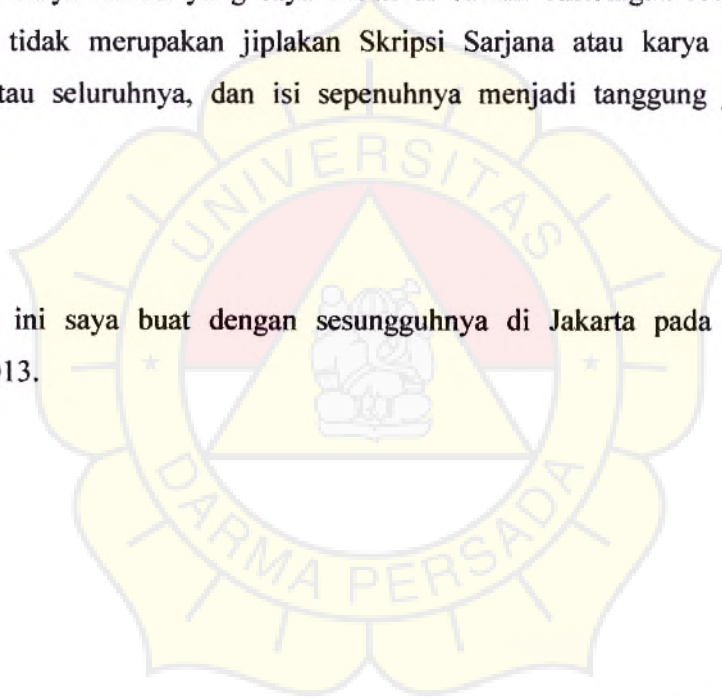 tidak merupakan jiplakan Skripsi Sarjana atau karya
seluruhnya, dan isi sepenuhnya menjadi tanggung
UNIVERSITAS
ini saya buat dengan sesungguhnya di Jakarta pada
13.
DARMA PERSADA